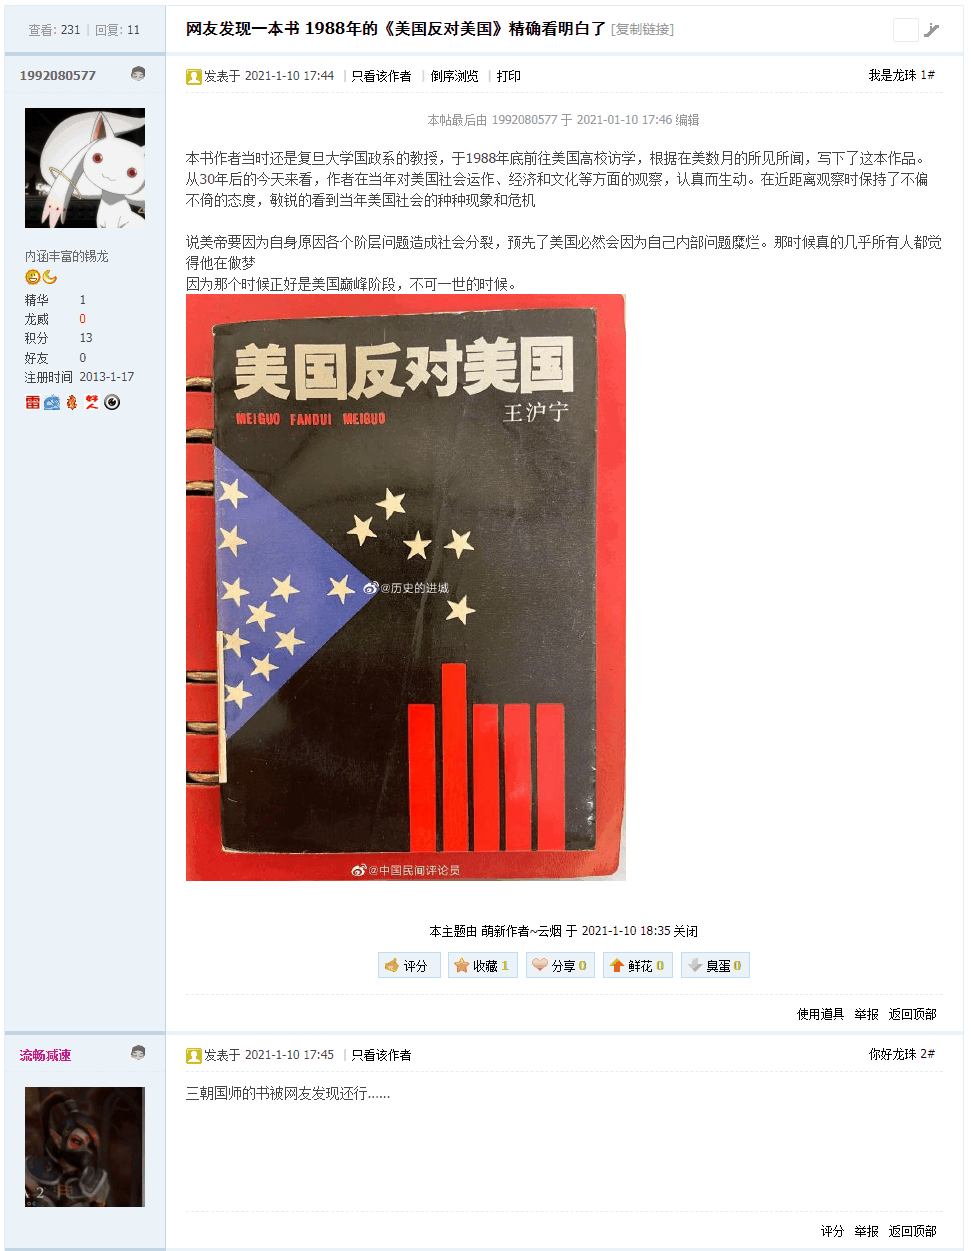 查看: 231 | 回复: 11
网友发现一本书 1988年的《美国反对美国》精确看明白了 [复制链接]
1992080577
发表于 2021-1-10 17:44 | 只看该作者 | 倒序浏览 | 打印
我是龙珠 1#
本帖最后由 1992080577 于 2021-01-10 17:46 编辑
本书作者当时还是复旦大学国政系的教授，于1988年底前往美国高校访学，根据在美数月的所见所闻，写下了这本作品。
从30年后的今天来看，作者在当年对美国社会运作、经济和文化等方面的观察，认真而生动。在近距离观察时保持了不偏
不倚的态度，敏锐的看到当年美国社会的种种现象和危机
说美帝要因为自身原因各个阶层问题造成社会分裂，预先了美国必然会因为自己内部问题糜烂。那时候真的几乎所有人都觉
得他在做梦
因为那个时候正好是美国巅峰阶段，不可一世的时候。
内涵丰富的锡龙
精华 1
龙威 0
积分 13
好友 0
注册时间 2013-1-17
雷
美国反对美国
MEIGUO FANDUI MEIGUO
王沪宁
@历史的进城
@中国民间评论员
本主题由 萌新作者~云烟 于 2021-1-10 18:35 关闭
评分
收藏 1
分享 0
鲜花 0
臭蛋 0
使用道具 举报 返回顶部
流畅减速
发表于 2021-1-10 17:45 | 只看该作者
你好龙珠 2#
三朝国师的书被网友发现还行......
2
评分 举报 返回顶部